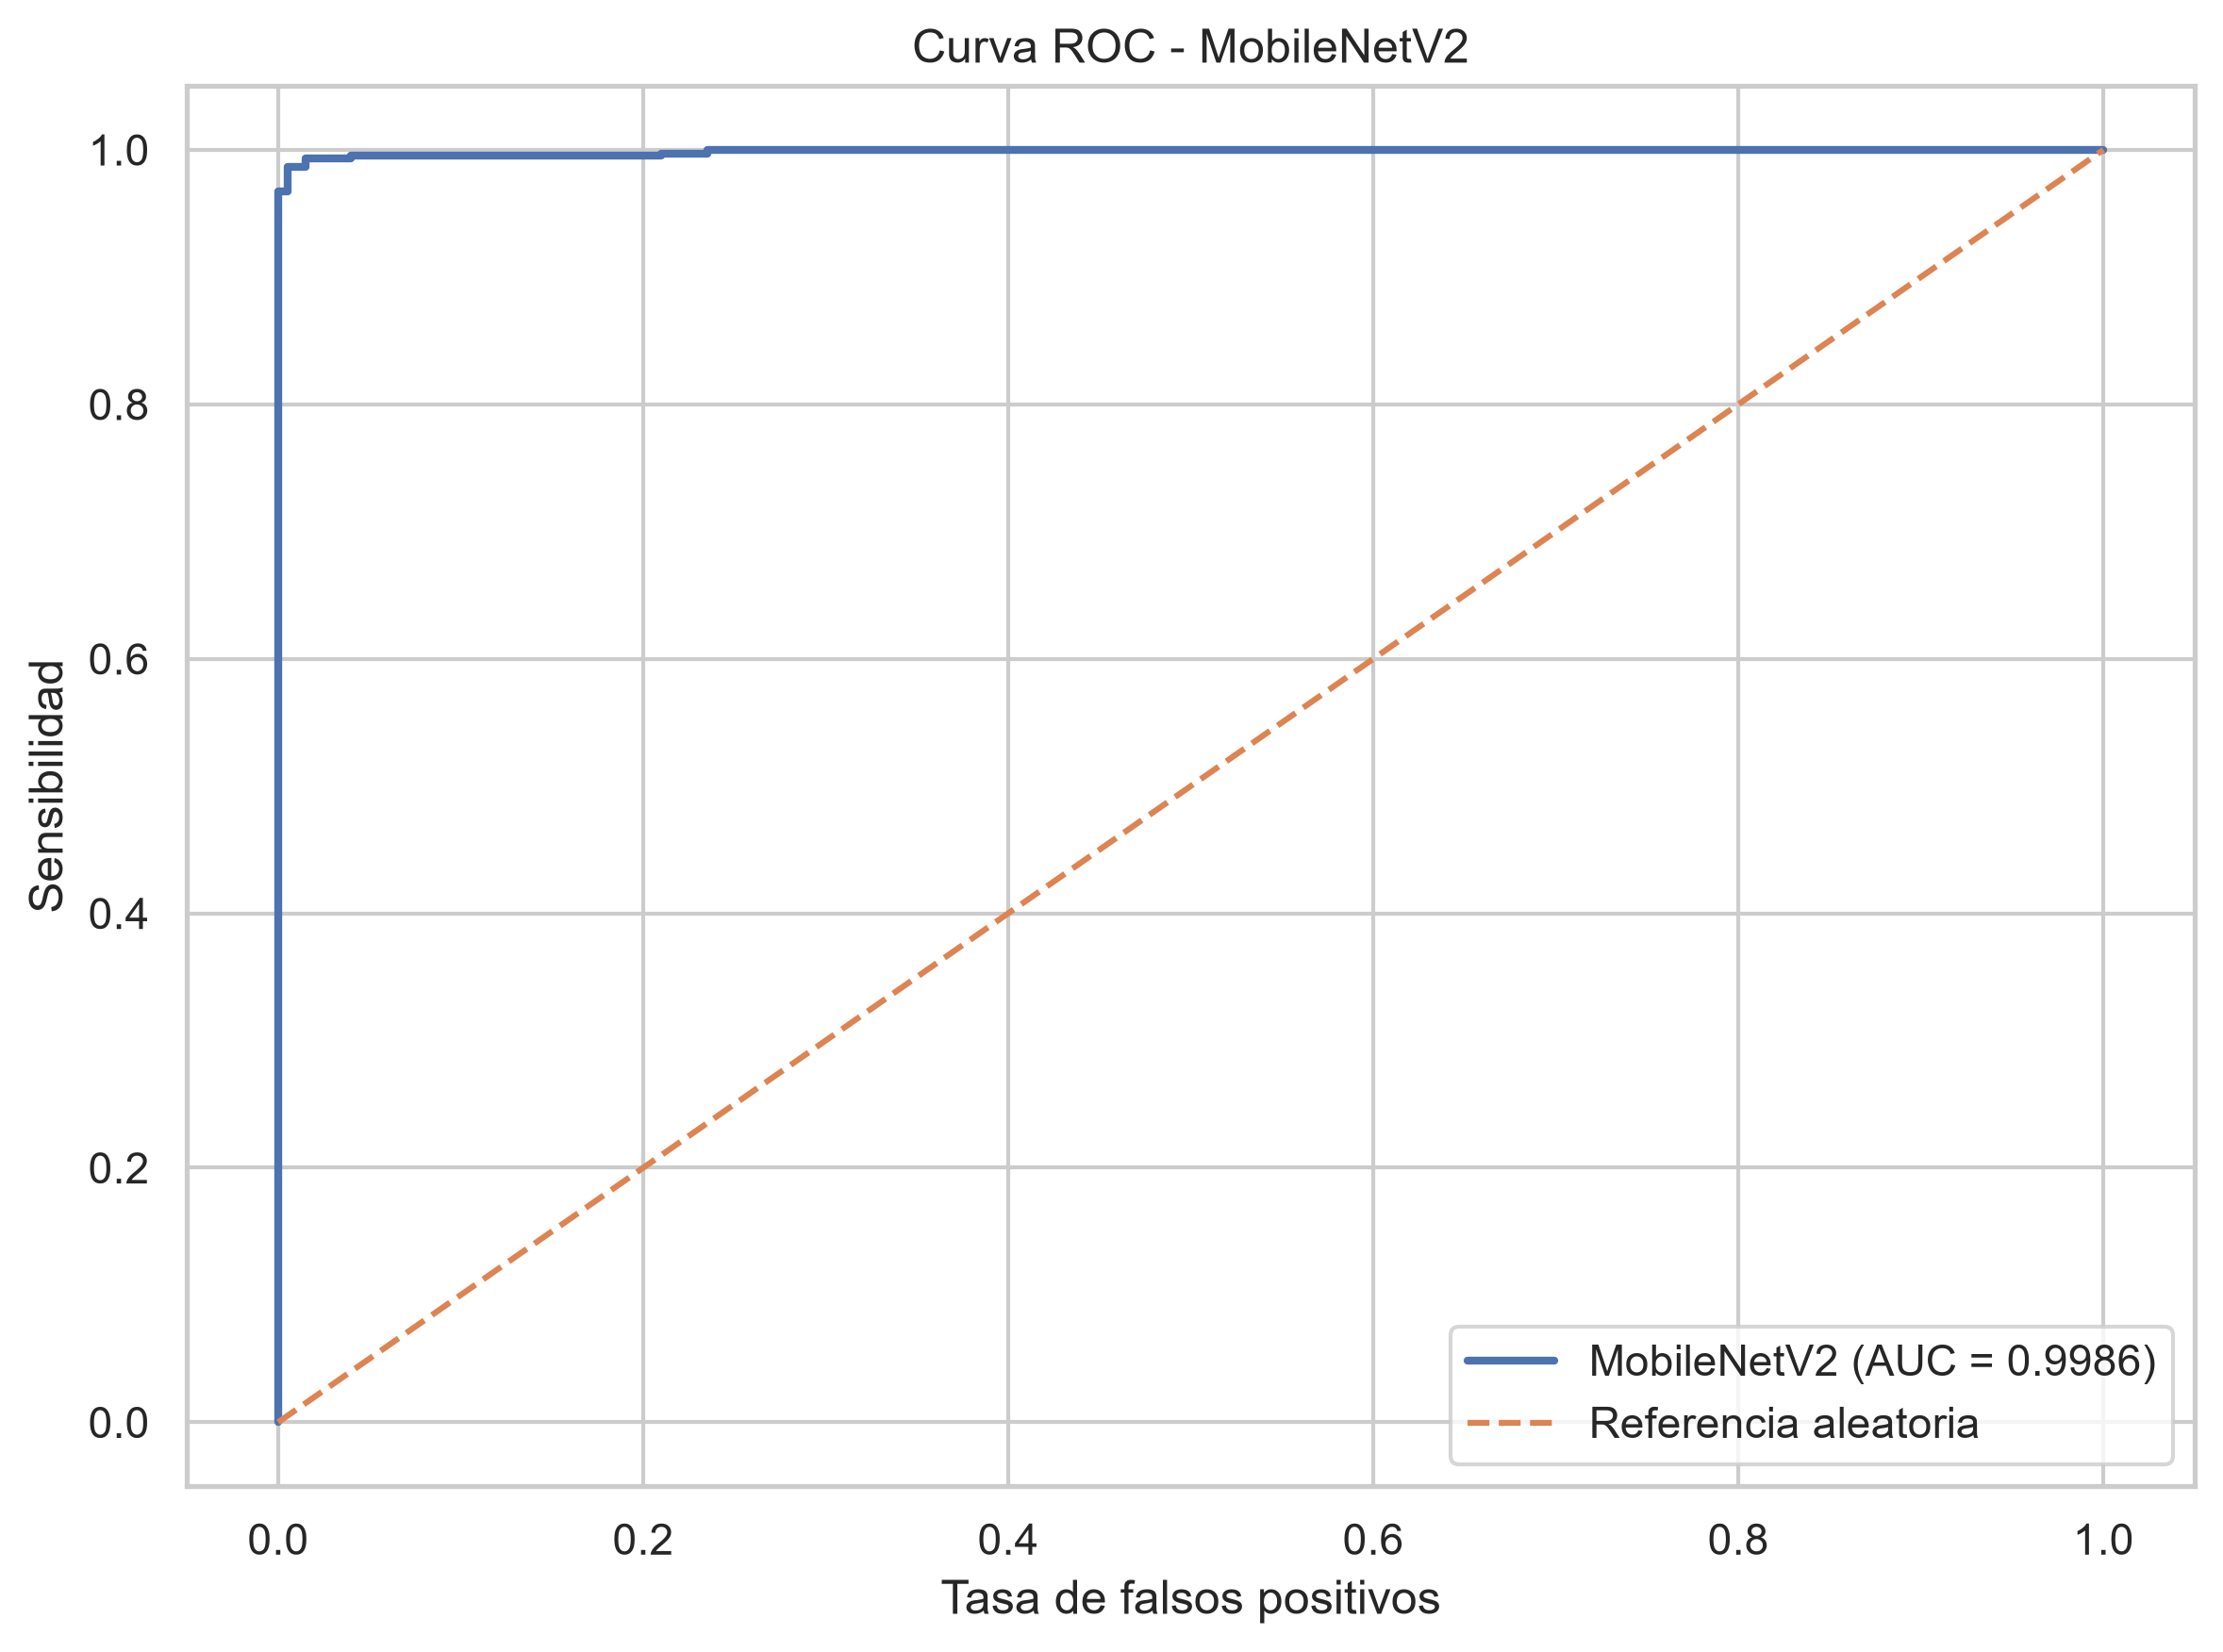 Curva ROC - MobileNetV2
1.0
0.8
0.6
0.4
0.2
0.0
Sensibilidad
MobileNetV2 (AUC = 0.9986)
Referencia aleatoria
0.0 0.2 0.4 0.6 0.8 1.0
Tasa de falsos positivos